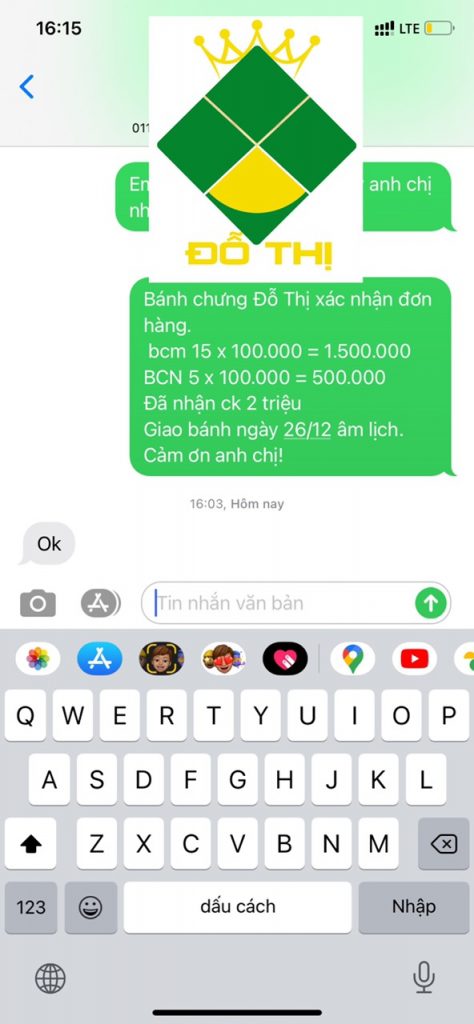 16:15
LTE
011
ĐỖ THỊ
Em anh chị
Bánh chưng Đỗ Thị xác nhận đơn
hàng.
bcm 15 x 100.000 = 1.500.000
BCN 5 x 100.000 = 500.000
Đã nhận ck 2 triệu
Giao bánh ngày 26/12 âm lịch.
Cảm ơn anh chị!
16:03, Hôm nay
Ok
Tin nhắn văn bản
Q W E R T Y U I O P
A S D F G H J K L
Z X C V B N M
123 dấu cách Nhập